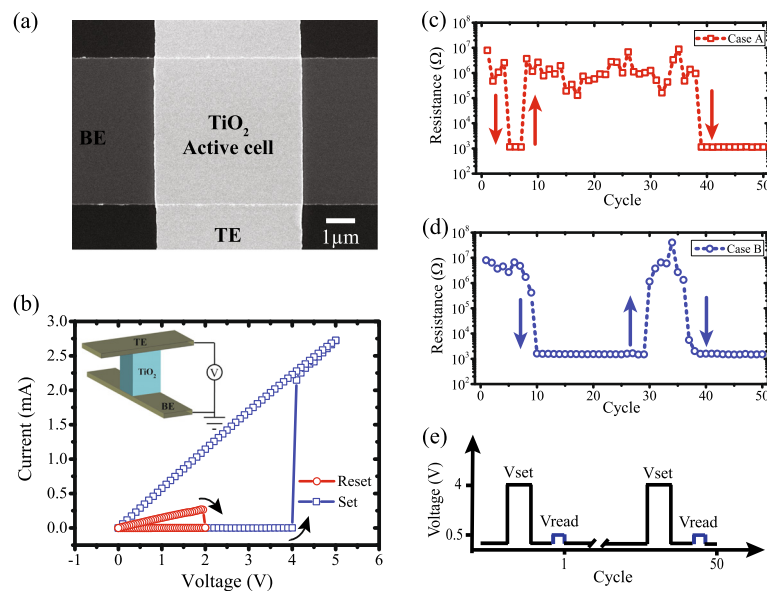 (a)
BE
TiO2
Active cell
TE
1µm
(b)
Current (mA)
3.0
2.5
2.0
1.5
1.0
0.5
0.0
-1 0 1 2 3 4 5 6
Voltage (V)
TE
TiO2
BE
V
Reset
Set
(c)
Resistance (Ω)
10^8
10^7
10^6
10^5
10^4
10^3
10^2
0 10 20 30 40 50
Cycle
Case A
(d)
Resistance (Ω)
10^8
10^7
10^6
10^5
10^4
10^3
10^2
0 10 20 30 40 50
Cycle
Case B
(e)
Voltage (V)
4
0.5
Vset
Vread
Vset
Vread
1
50
Cycle